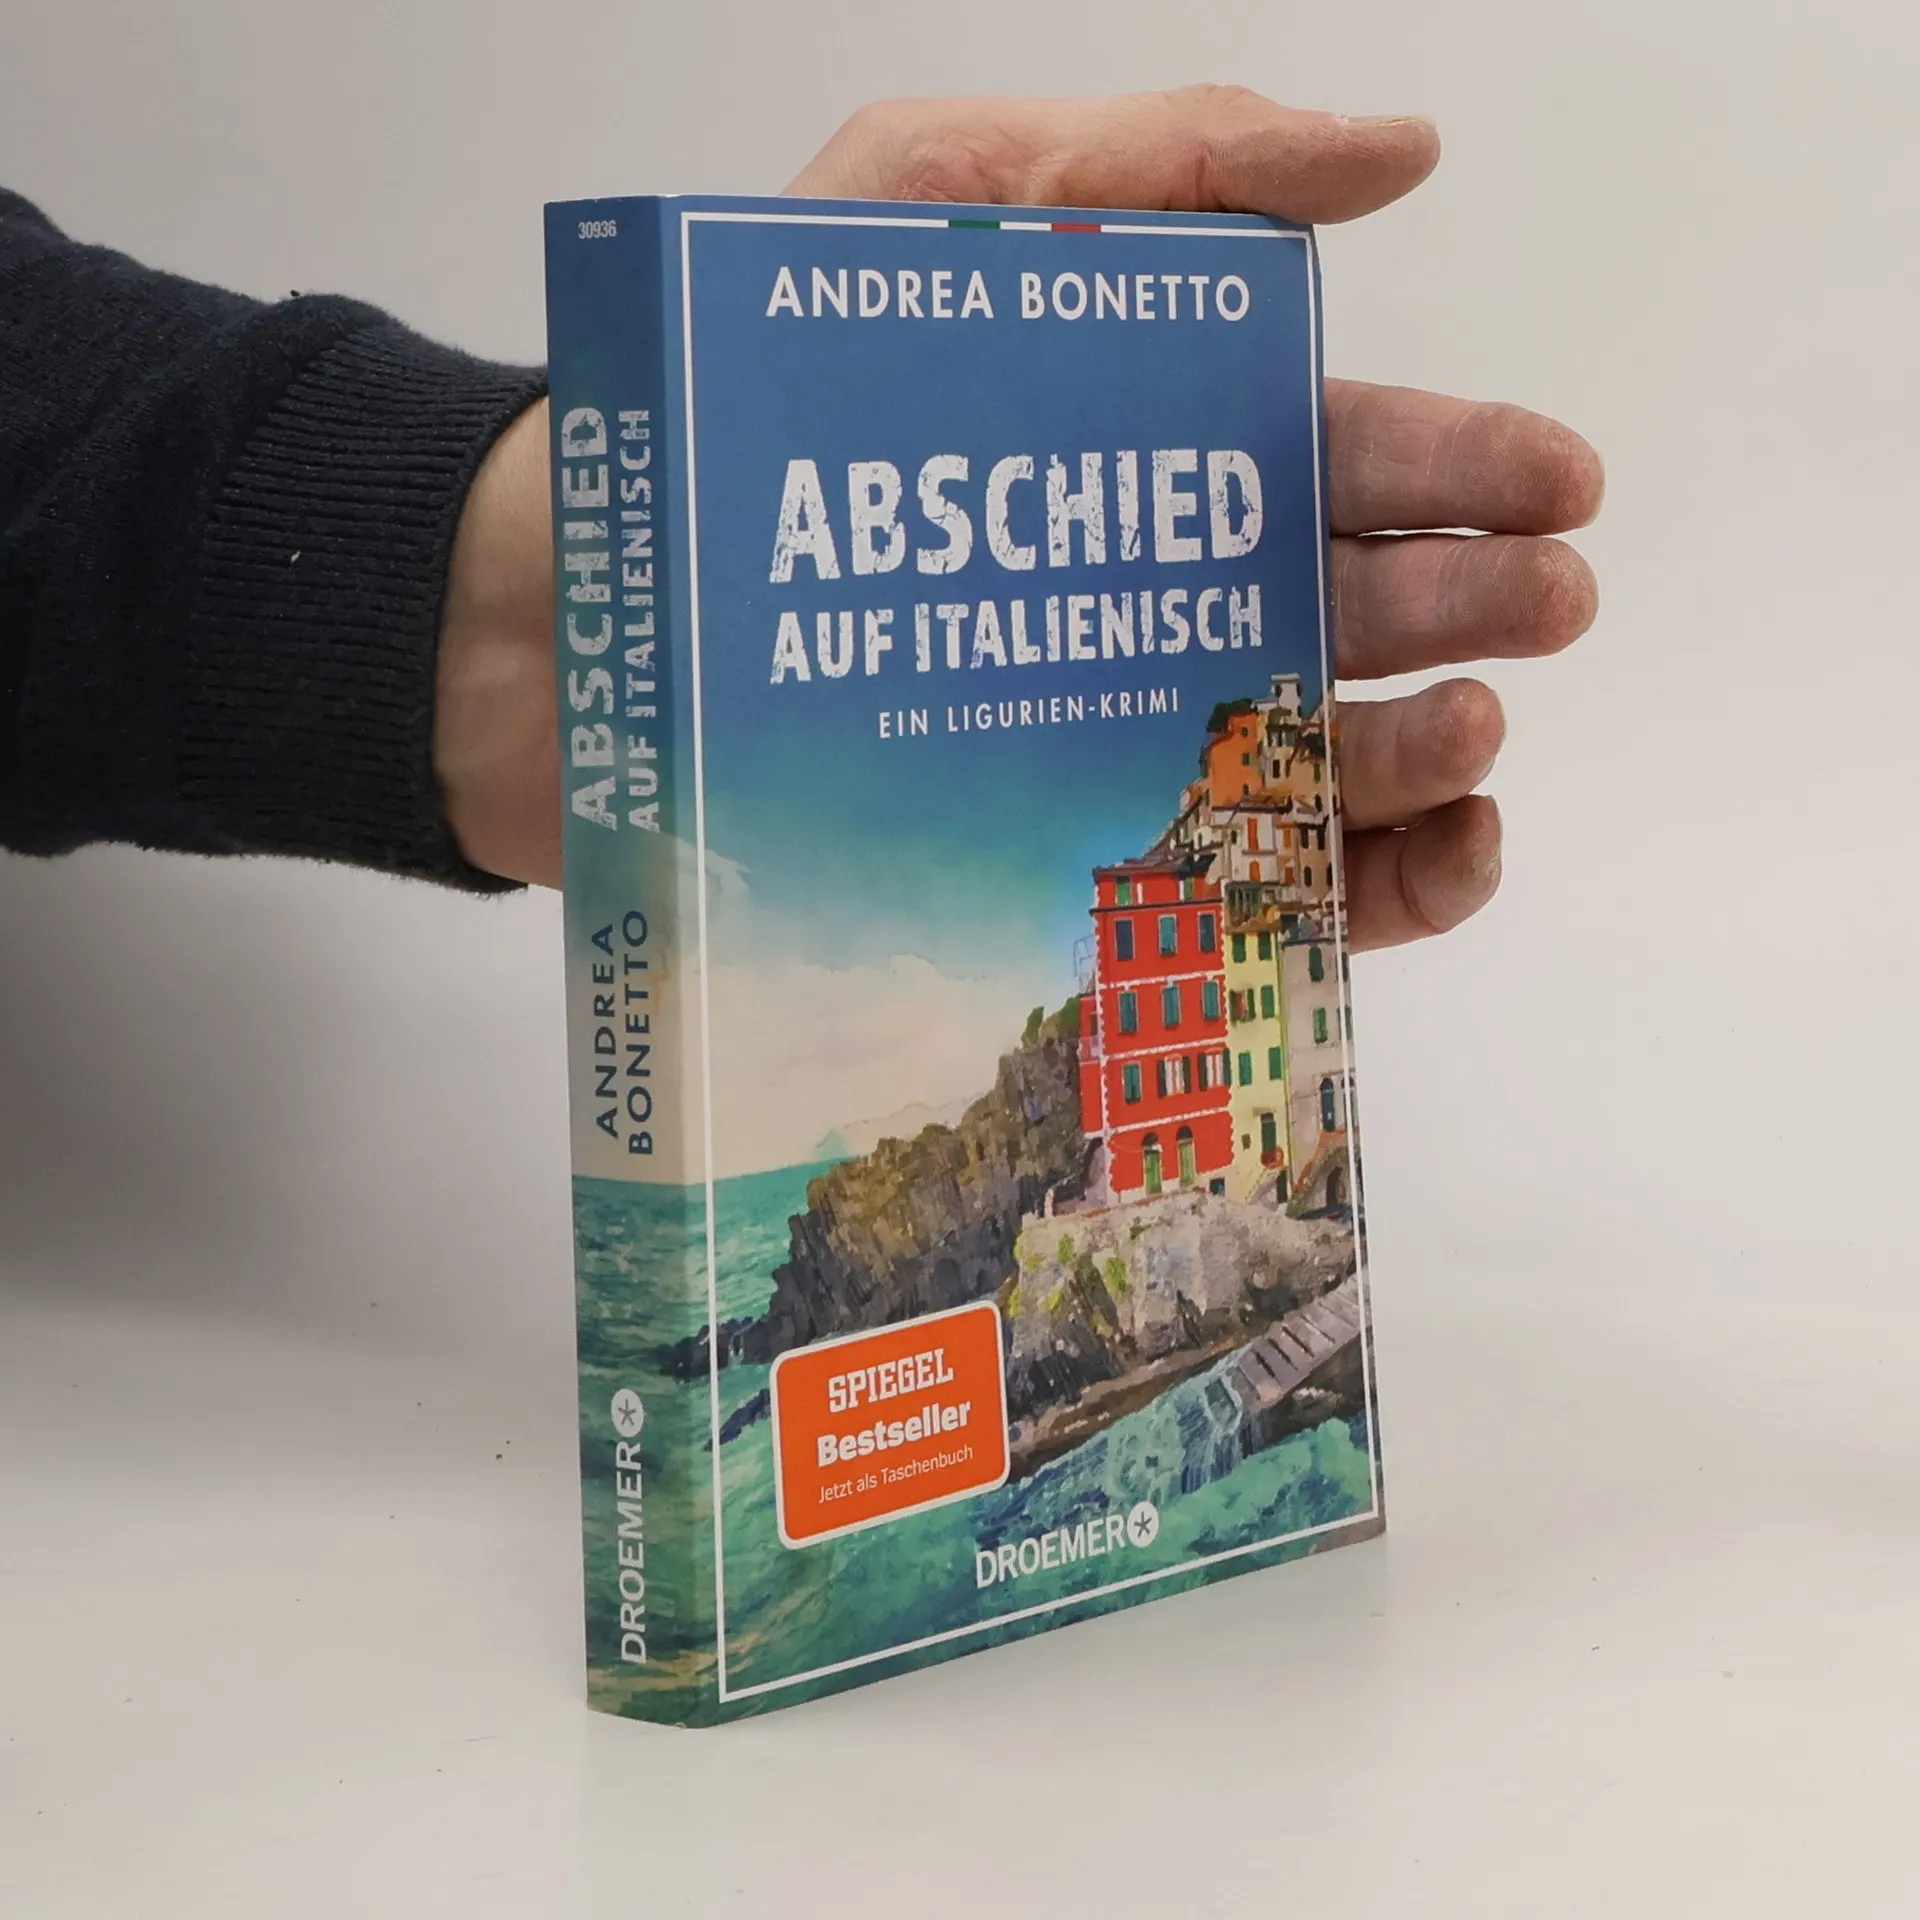 30936
ABSCHIED
AUF ITALIENISCH
ANDREA
BONETTO
DROEMER
ANDREA BONETTO
ABSCHIED
AUF ITALIENISCH
EIN LIGURIEN-KRIMI
SPIEGEL
Bestseller
Jetzt als Taschenbuch
DROEMER